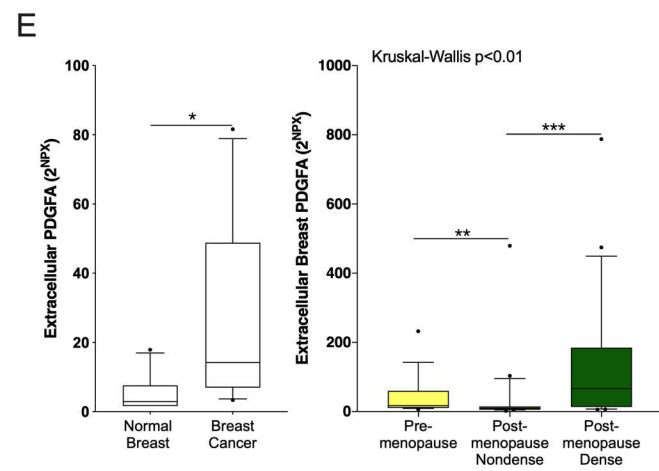 E
Extracellular PDGFA (2^NPX)
100
80
60
40
20
0
*
Normal
Breast
Breast
Cancer
Kruskal-Wallis p<0.01
Extracellular Breast PDGFA (2^NPX)
1000
800
600
400
200
0
**
***
Pre-
menopause
Post-
menopause
Nondense
Post-
menopause
Dense